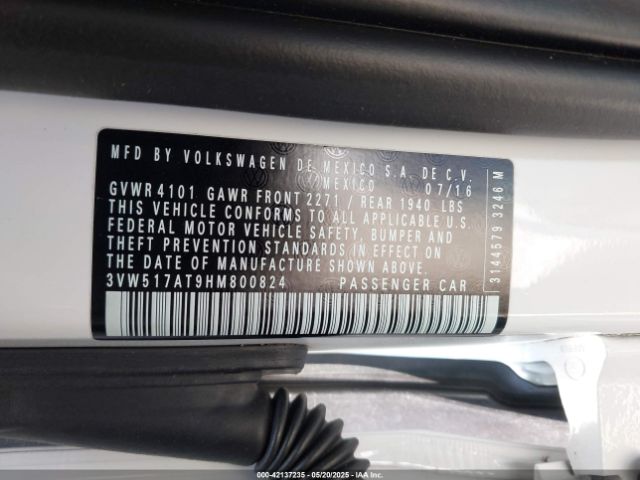 MFD BY VOLKSWAGEN DE MEXICO S.A. DE C.V.
MEXICO 07/16
GVWR 4101 GAWR FRONT 2271 / REAR 1940 LBS
THIS VEHICLE CONFORMS TO ALL APPLICABLE U.S.
FEDERAL MOTOR VEHICLE SAFETY, BUMPER AND
THEFT PREVENTION STANDARDS IN EFFECT ON
THE DATE OF MANUFACTURE SHOWN ABOVE.
3VW517AT9HM800824 PASSENGER CAR
3144579 3246 M
000-42137235 - 05/20/2025 - IAA Inc.